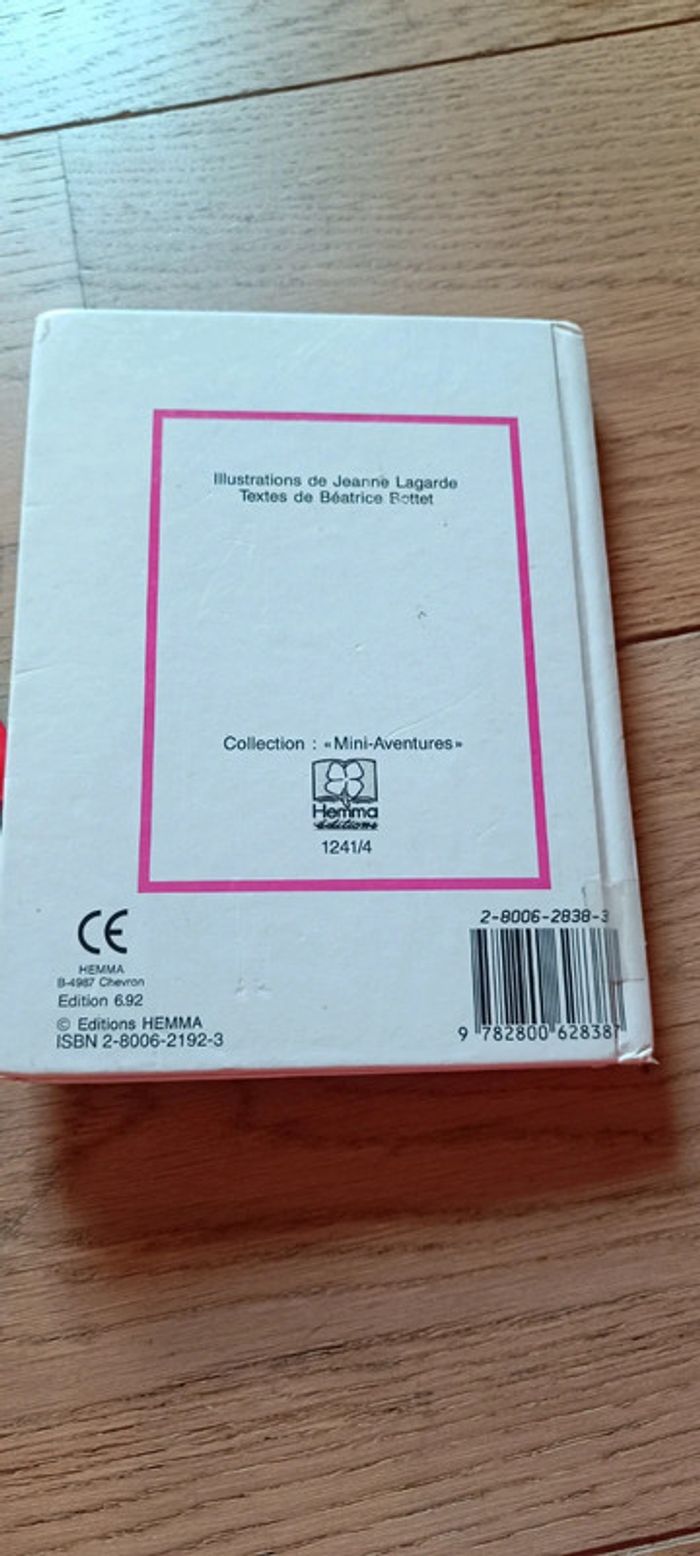 Illustrations de Jeanne Lagarde
Textes de Béatrice Bottet
Collection : «Mini-Aventures»
Hemma
éditions
1241/4
CE
HEMMA
B-4987 Chevron
Edition 6.92
© Editions HEMMA
ISBN 2-8006-2192-3
2-8006-2838-3
9 782800 628387